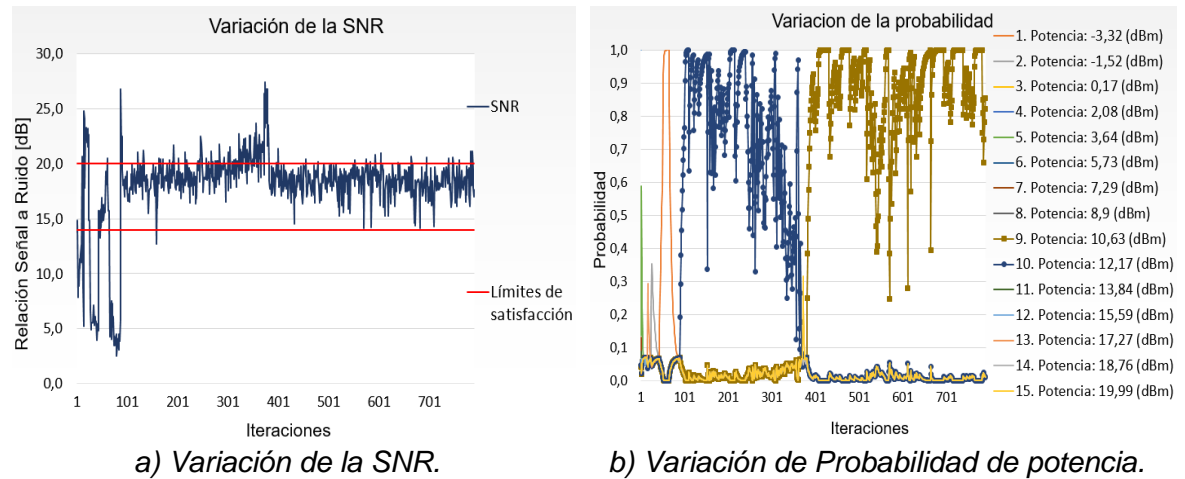 Variación de la SNR
Relación Señal a Ruido [dB]
30,0
25,0
20,0
15,0
10,0
5,0
0,0
1 101 201 301 401 501 601 701
Iteraciones
SNR
Límites de
satisfacción
a) Variación de la SNR.
Variacion de la probabilidad
Probabilidad
1,0
0,9
0,8
0,7
0,6
0,5
0,4
0,3
0,2
0,1
0,0
1 101 201 301 401 501 601 701
Iteraciones
1. Potencia: -3,32 (dBm)
2. Potencia: -1,52 (dBm)
3. Potencia: 0,17 (dBm)
4. Potencia: 2,08 (dBm)
5. Potencia: 3,64 (dBm)
6. Potencia: 5,73 (dBm)
7. Potencia: 7,29 (dBm)
8. Potencia: 8,9 (dBm)
9. Potencia: 10,63 (dBm)
10. Potencia: 12,17 (dBm)
11. Potencia: 13,84 (dBm)
12. Potencia: 15,59 (dBm)
13. Potencia: 17,27 (dBm)
14. Potencia: 18,76 (dBm)
15. Potencia: 19,99 (dBm)
b) Variación de Probabilidad de potencia.